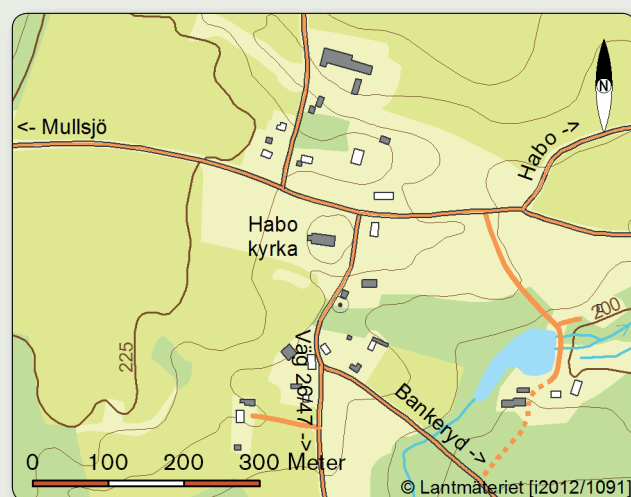 <- Mullsjö
N
Habo ->
Habo
kyrka
200
225
Väg 26/47 ->
Bankeryd ->
0 100 200 300 Meter
© Lantmäteriet [i2012/1091]